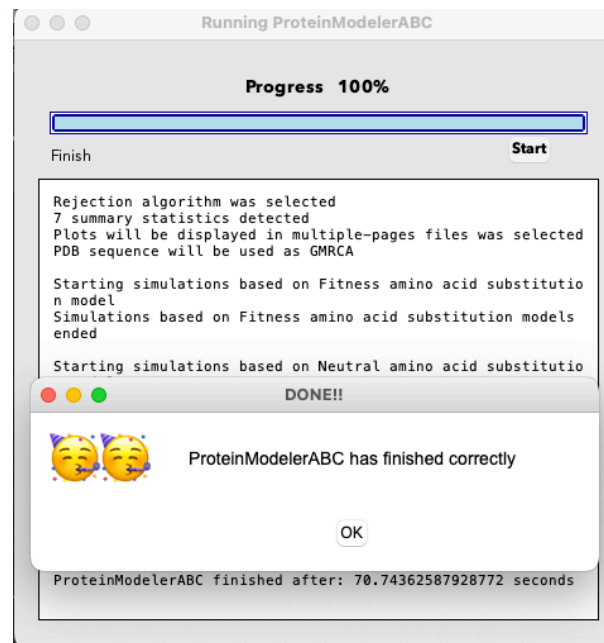 Running ProteinModelerABC
Progress 100%
Finish
Start
Rejection algorithm was selected
7 summary statistics detected
Plots will be displayed in multiple-pages files was selected
PDB sequence will be used as GMRCA
Starting simulations based on Fitness amino acid substitutio
n model
Simulations based on Fitness amino acid substitution models
ended
Starting simulations based on Neutral amino acid substitutio
DONE!!
ProteinModelerABC has finished correctly
OK
ProteinModelerABC finished after: 70.74362587928772 seconds